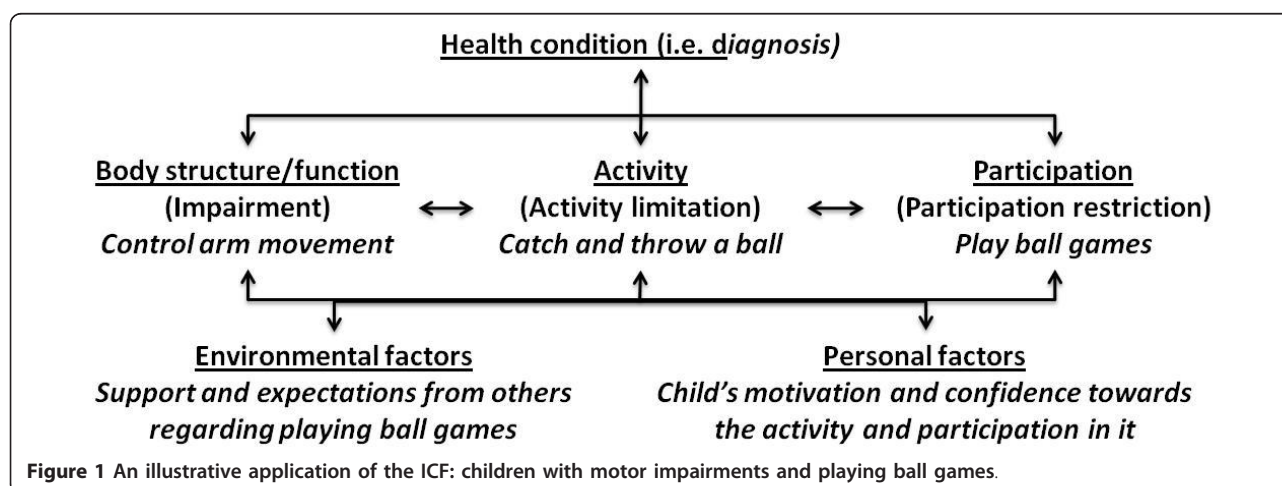 Health condition (i.e. diagnosis)
Body structure/function Activity Participation
(Impairment) (Activity limitation) (Participation restriction)
Control arm movement Catch and throw a ball Play ball games
Environmental factors Personal factors
Support and expectations from others Child's motivation and confidence towards
regarding playing ball games the activity and participation in it
Figure 1 An illustrative application of the ICF: children with motor impairments and playing ball games.